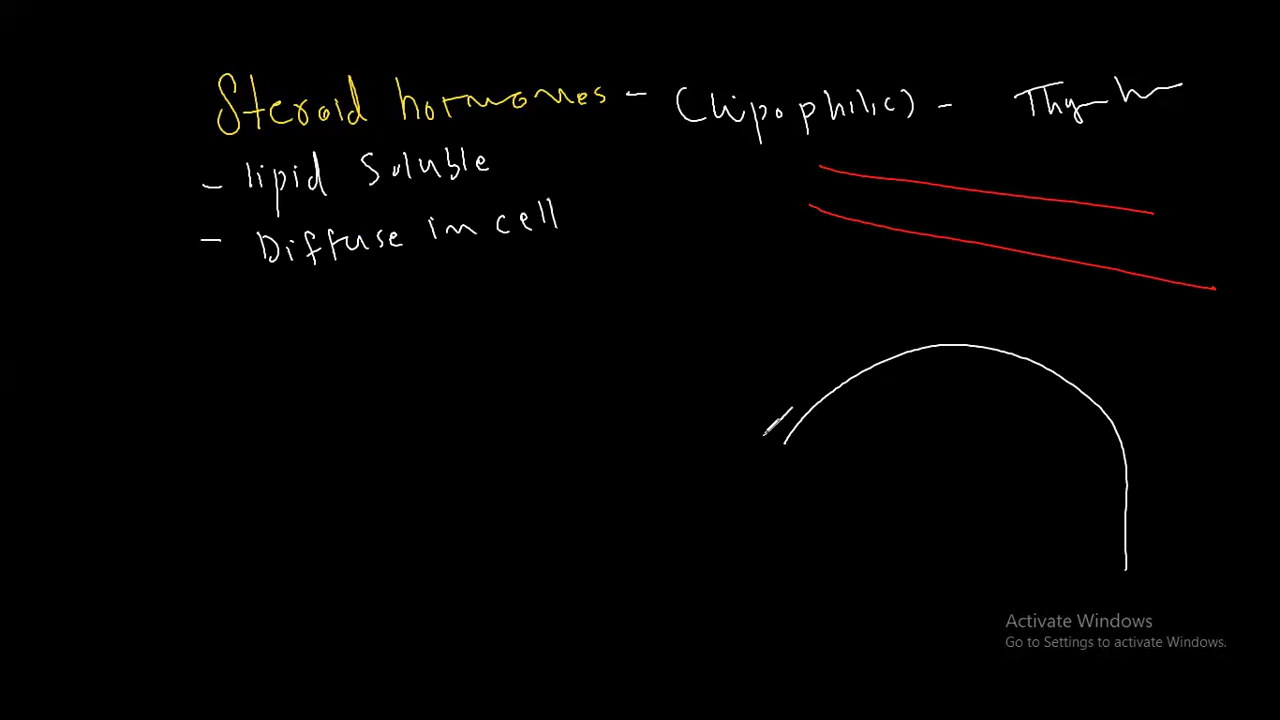 Steroid hormones - (Lipophilic) -
- lipid Soluble
- Diffuse in cell
Activate Windows
Go to Settings to activate Windows.